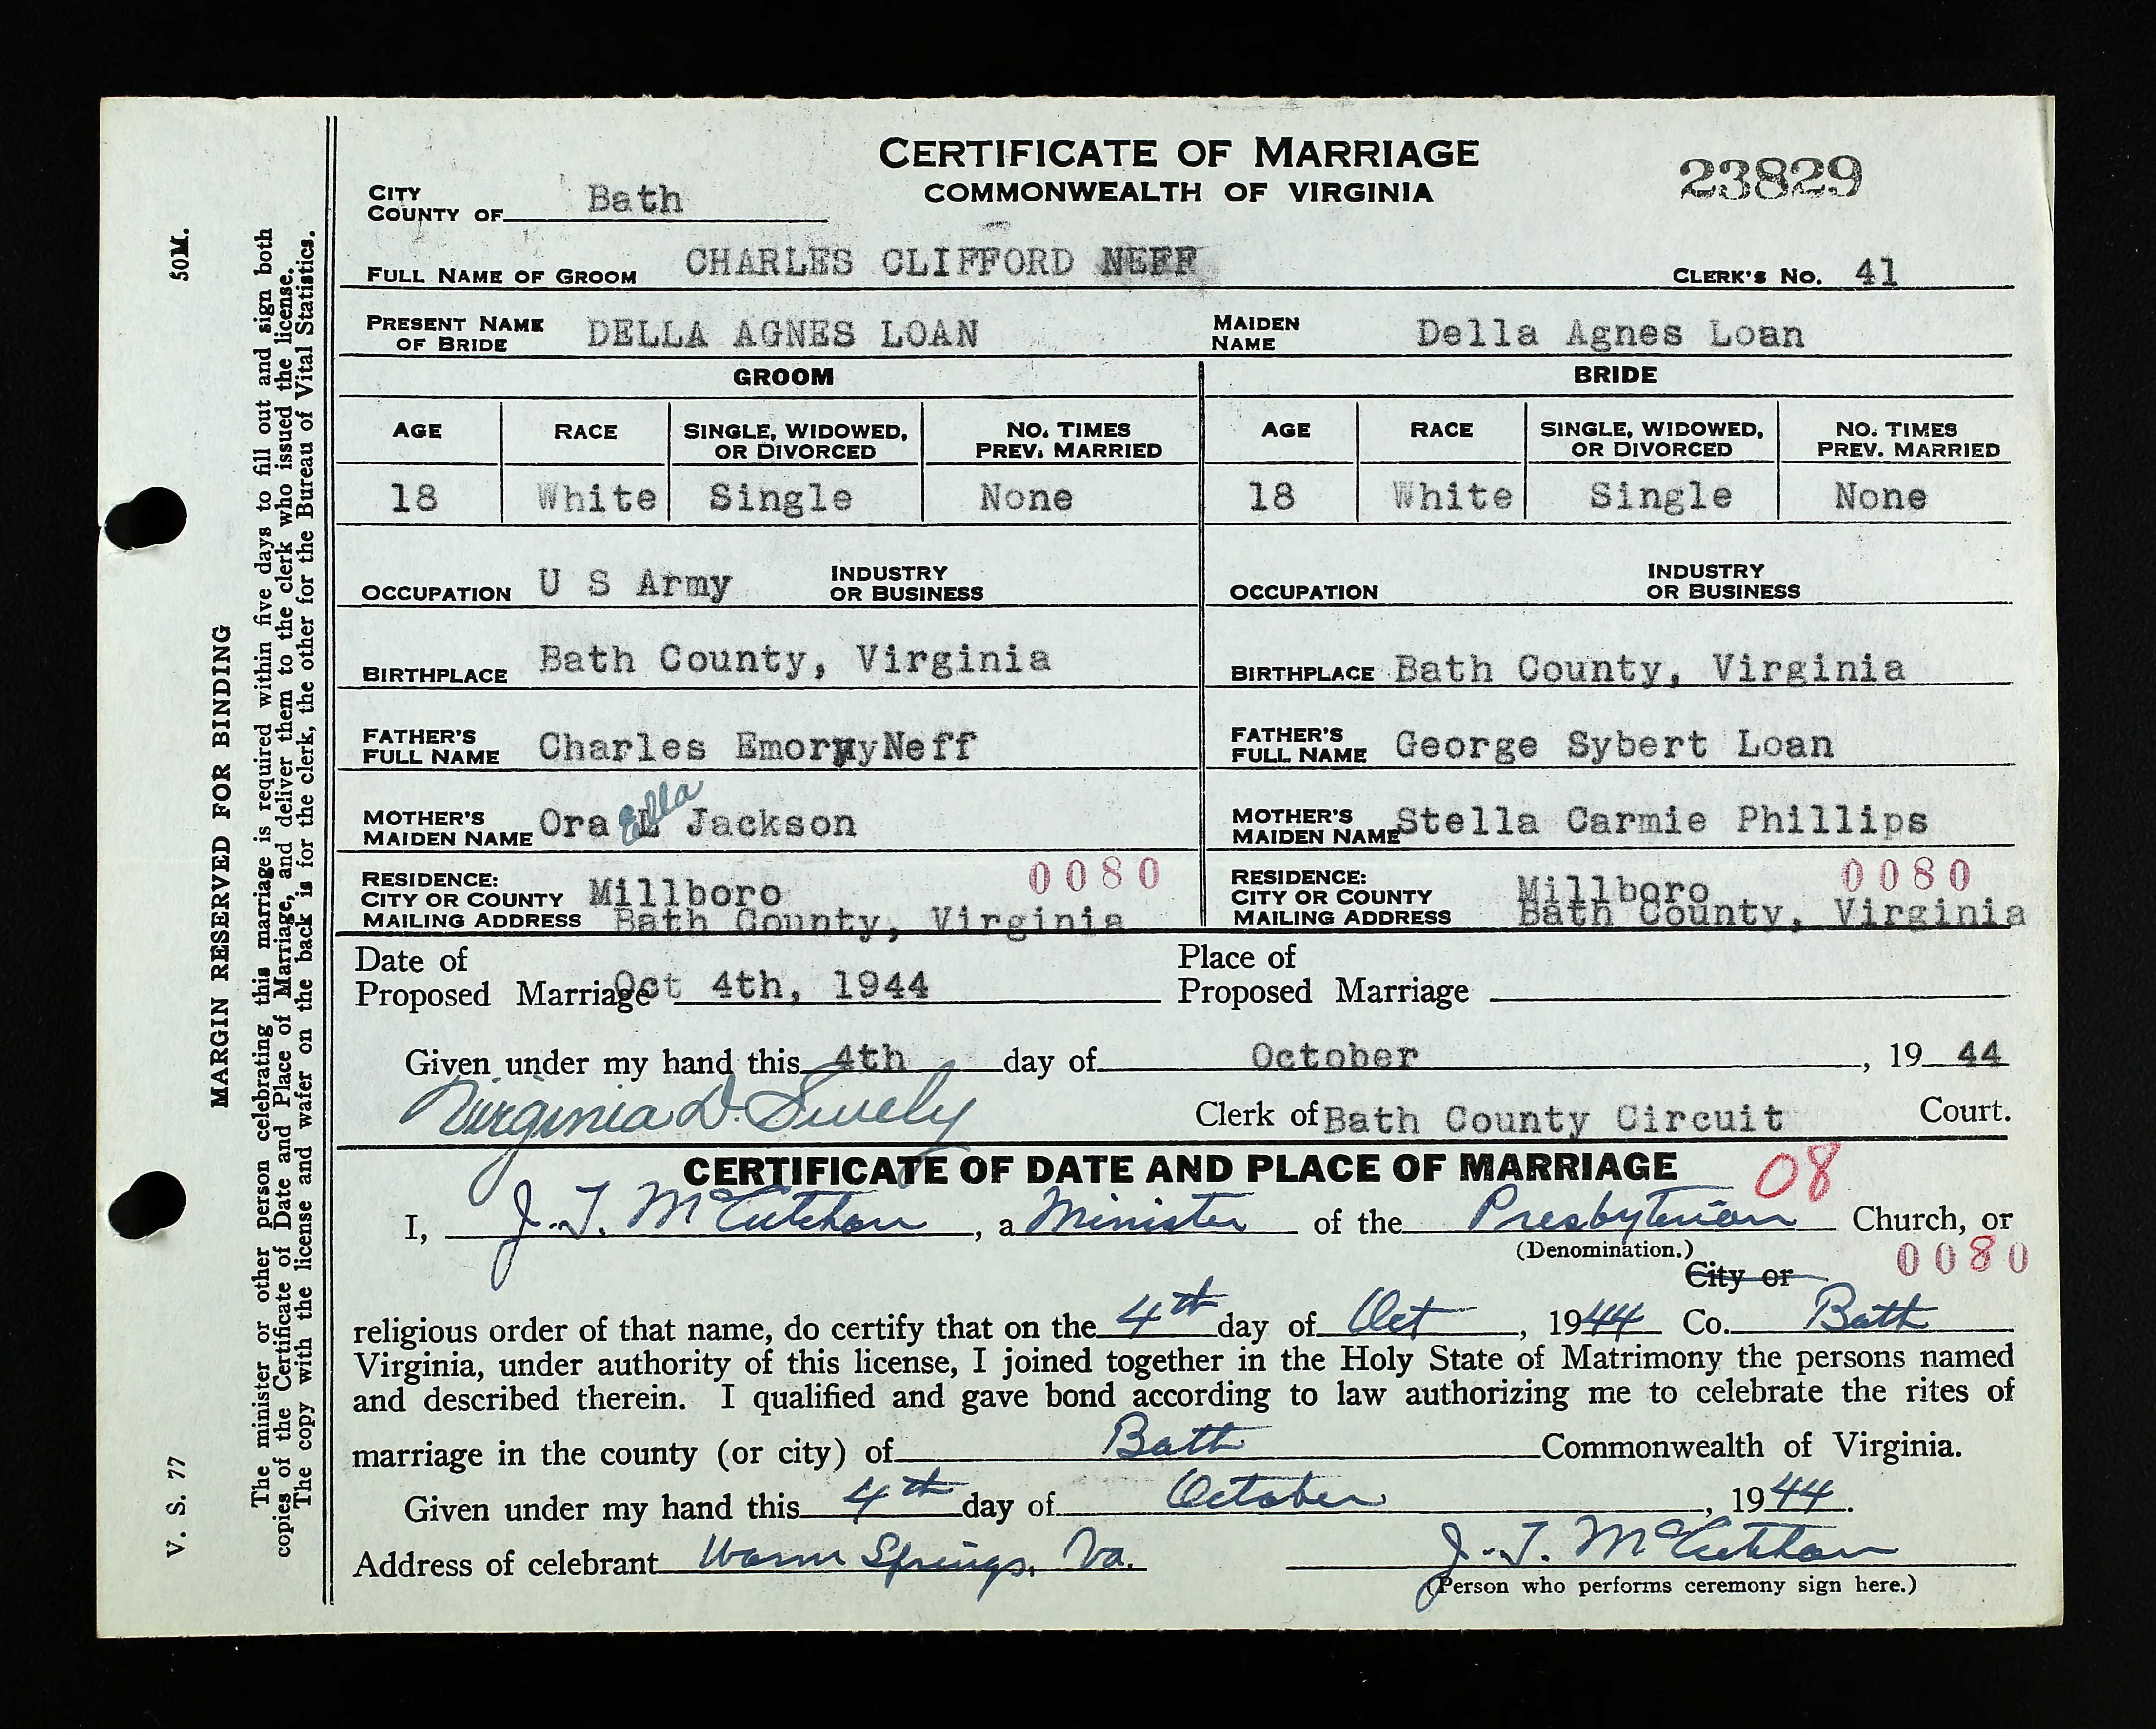 CERTIFICATE OF MARRIAGE
COMMONWEALTH OF VIRGINIA
23829
CITY
COUNTY OF Bath
FULL NAME OF GROOM CHARLES CLIFFORD NEFF CLERK'S NO. 41
PRESENT NAME OF BRIDE DELLA AGNES LOAN MAIDEN NAME Della Agnes Loan
GROOM BRIDE
AGE RACE SINGLE, WIDOWED, OR DIVORCED NO. TIMES PREV. MARRIED AGE RACE SINGLE, WIDOWED, OR DIVORCED NO. TIMES PREV. MARRIED
18 White Single None 18 White Single None
OCCUPATION U S Army INDUSTRY OR BUSINESS OCCUPATION INDUSTRY OR BUSINESS
BIRTHPLACE Bath County, Virginia BIRTHPLACE Bath County, Virginia
FATHER'S FULL NAME Charles Emory Neff FATHER'S FULL NAME George Sybert Loan
MOTHER'S MAIDEN NAME Ora Ella Jackson MOTHER'S MAIDEN NAME Stella Carmie Phillips
RESIDENCE: 0080 RESIDENCE: 0080
CITY OR COUNTY Millboro CITY OR COUNTY Millboro
MAILING ADDRESS Bath County, Virginia MAILING ADDRESS Bath County, Virginia
Date of Proposed Marriage Oct 4th, 1944 Place of Proposed Marriage
Given under my hand this 4th day of October, 19 44
Virginia D. Clerk of Bath County Circuit Court.
CERTIFICATE OF DATE AND PLACE OF MARRIAGE 08
I, J. T. McCutchan, a Minister of the Presbyterian Church, or
(Denomination.) 0080
City or
religious order of that name, do certify that on the 4th day of Oct, 1944 Co. Bath
Virginia, under authority of this license, I joined together in the Holy State of Matrimony the persons named
and described therein. I qualified and gave bond according to law authorizing me to celebrate the rites of
marriage in the county (or city) of Bath Commonwealth of Virginia.
Given under my hand this 4th day of October, 1944.
Address of celebrant Warm Springs, Va. J. T. McCutchan
(Person who performs ceremony sign here.)
V. S. 77 50M.
MARGIN RESERVED FOR BINDING
The minister or other person celebrating this marriage is required within five days to fill out and sign both
copies of the Certificate of Date and Place of Marriage, and deliver them to the clerk who issued the license.
The copy with the license and wafer on the back is for the clerk, the other for the Bureau of Vital Statistics.